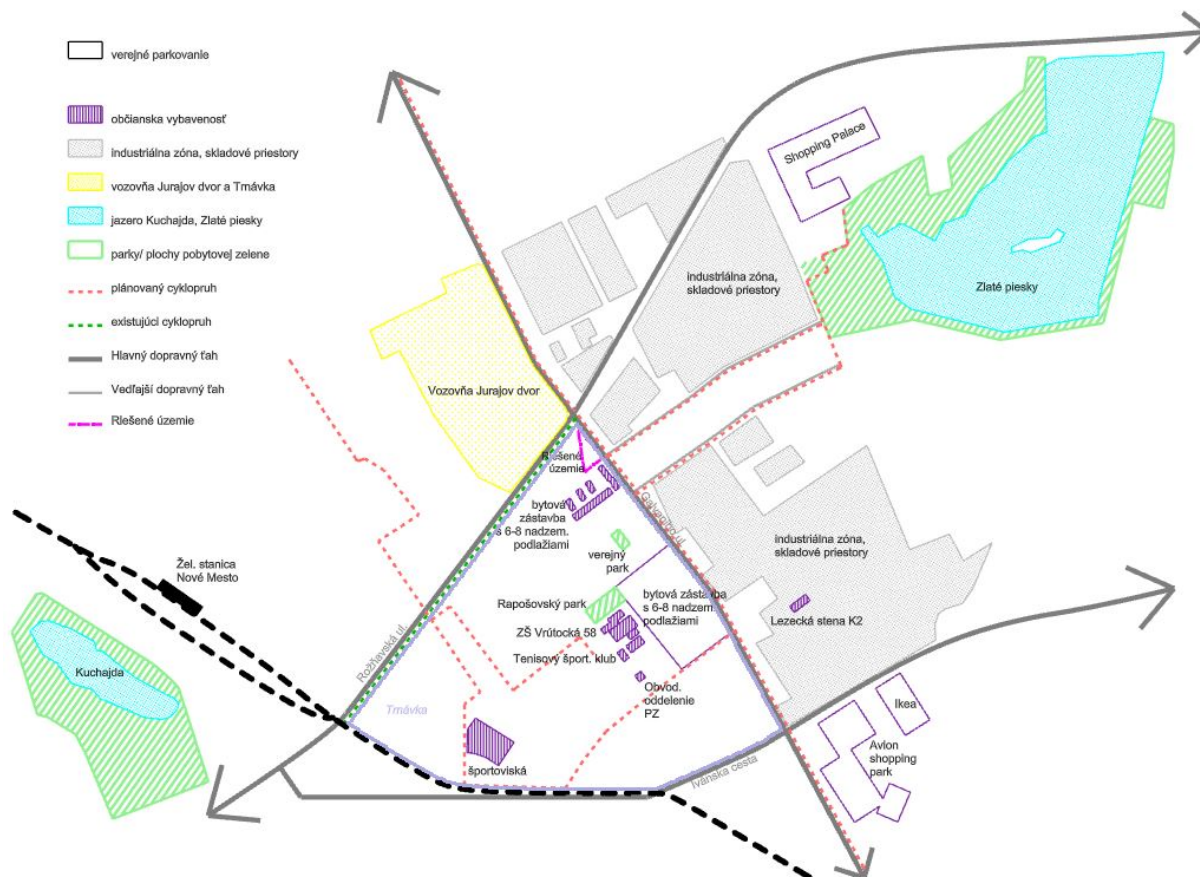 verejné parkovanie
občianska vybavenosť
industriálna zóna, skladové priestory
vozovňa Jurajov dvor a Trnávka
jazero Kuchajda, Zlaté piesky
parky/ plochy pobytovej zelene
plánovaný cyklopruh
existujúci cyklopruh
Hlavný dopravný ťah
Vedľajší dopravný ťah
Riešené územie
Shopping Palace
industriálna zóna,
skladové priestory
Zlaté piesky
Vozovňa Jurajov dvor
Riešené
územie
bytová
zástavba
s 6-8 nadzem.
podlažiami
Galvaniho ul.
verejný
park
industriálna zóna,
skladové priestory
Žel. stanica
Nové Mesto
Rapošovský park
bytová zástavba
s 6-8 nadzem.
podlažiami
Lezecká stena K2
ZŠ Vrútocká 58
Tenisový šport. klub
Rožňavská ul.
Kuchajda
Obvod.
oddelenie
PZ
Trnávka
Ikea
Avion
shopping
park
športoviská
Ivánska cesta